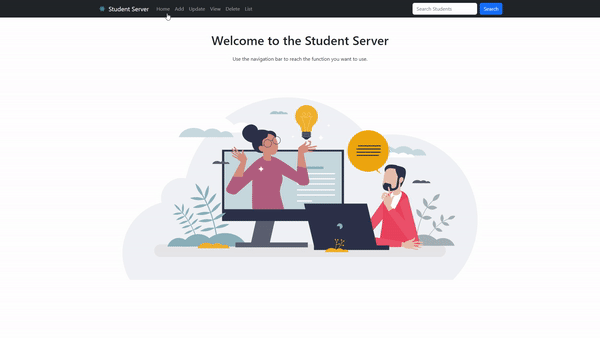 Student Server Home Add Update View Delete List Search Students Search
Welcome to the Student Server
Use the navigation bar to reach the function you want to use.